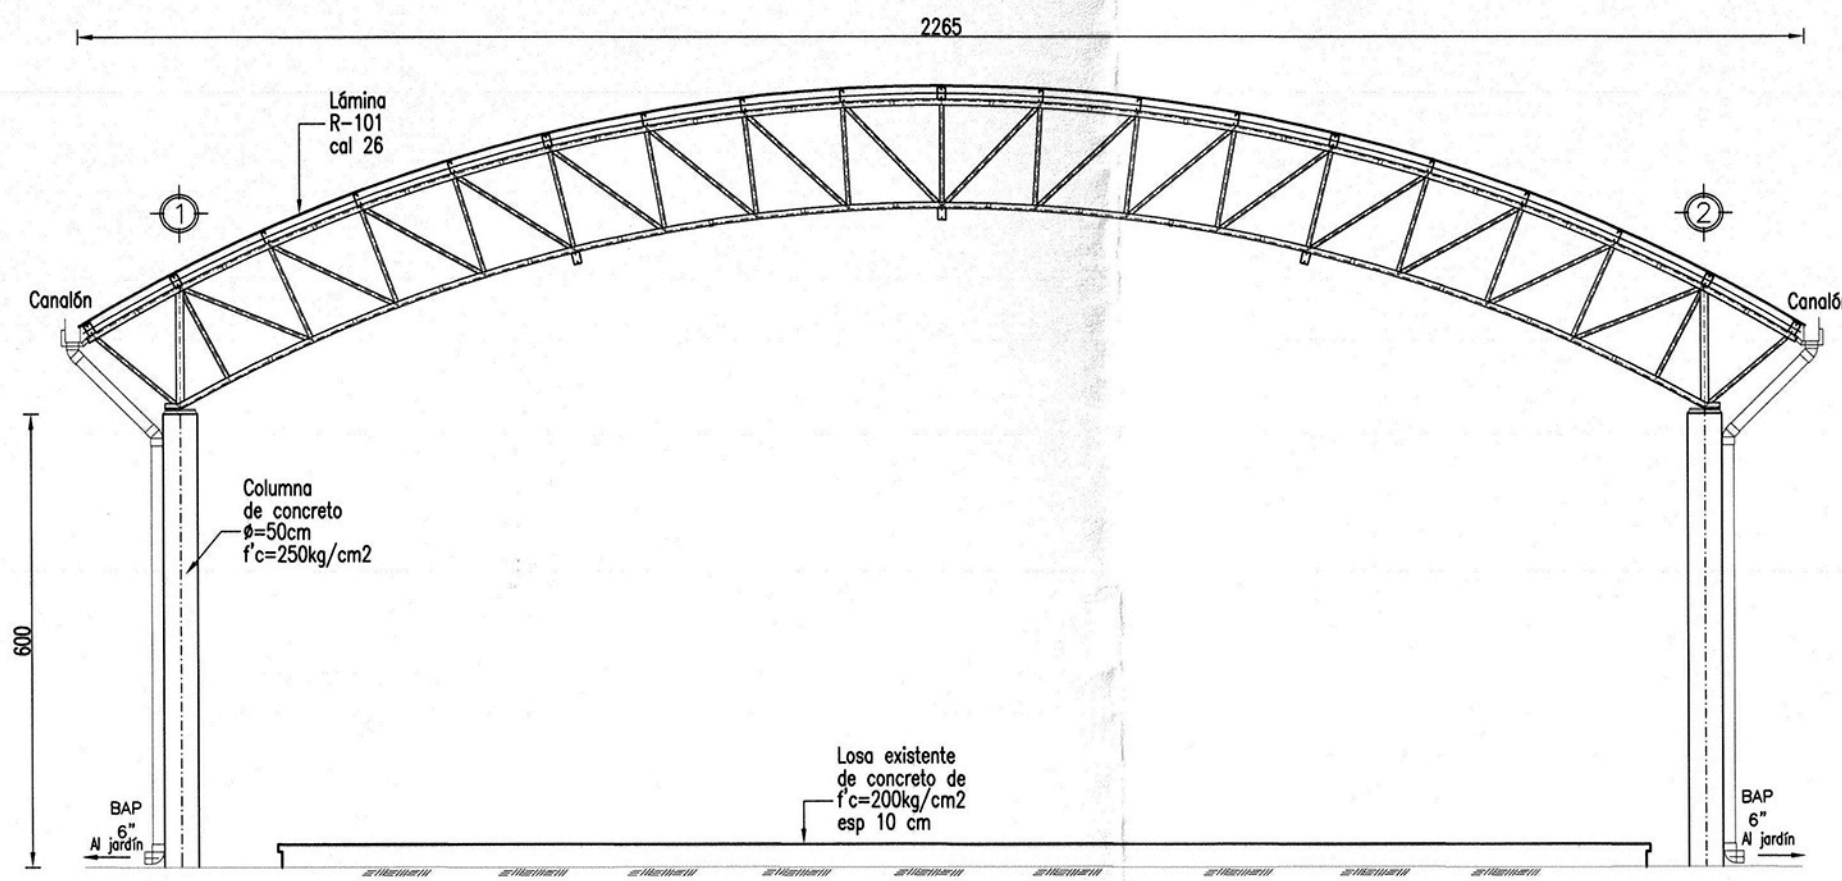 2265
Lámina
R-101
cal 26
1
2
Canalón
Canalón
Columna
de concreto
ø=50cm
f'c=250kg/cm2
600
Losa existente
de concreto de
f'c=200kg/cm2
esp 10 cm
BAP
6"
Al jardín
BAP
6"
Al jardín